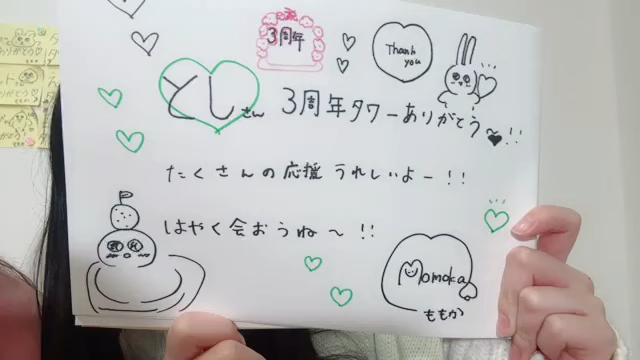 3周年
Thank
you
としさん 3周年タワーありがとう〜♥!!
たくさんの応援うれしいよー!!
はやく会おうね〜!!
Momoka
ももか